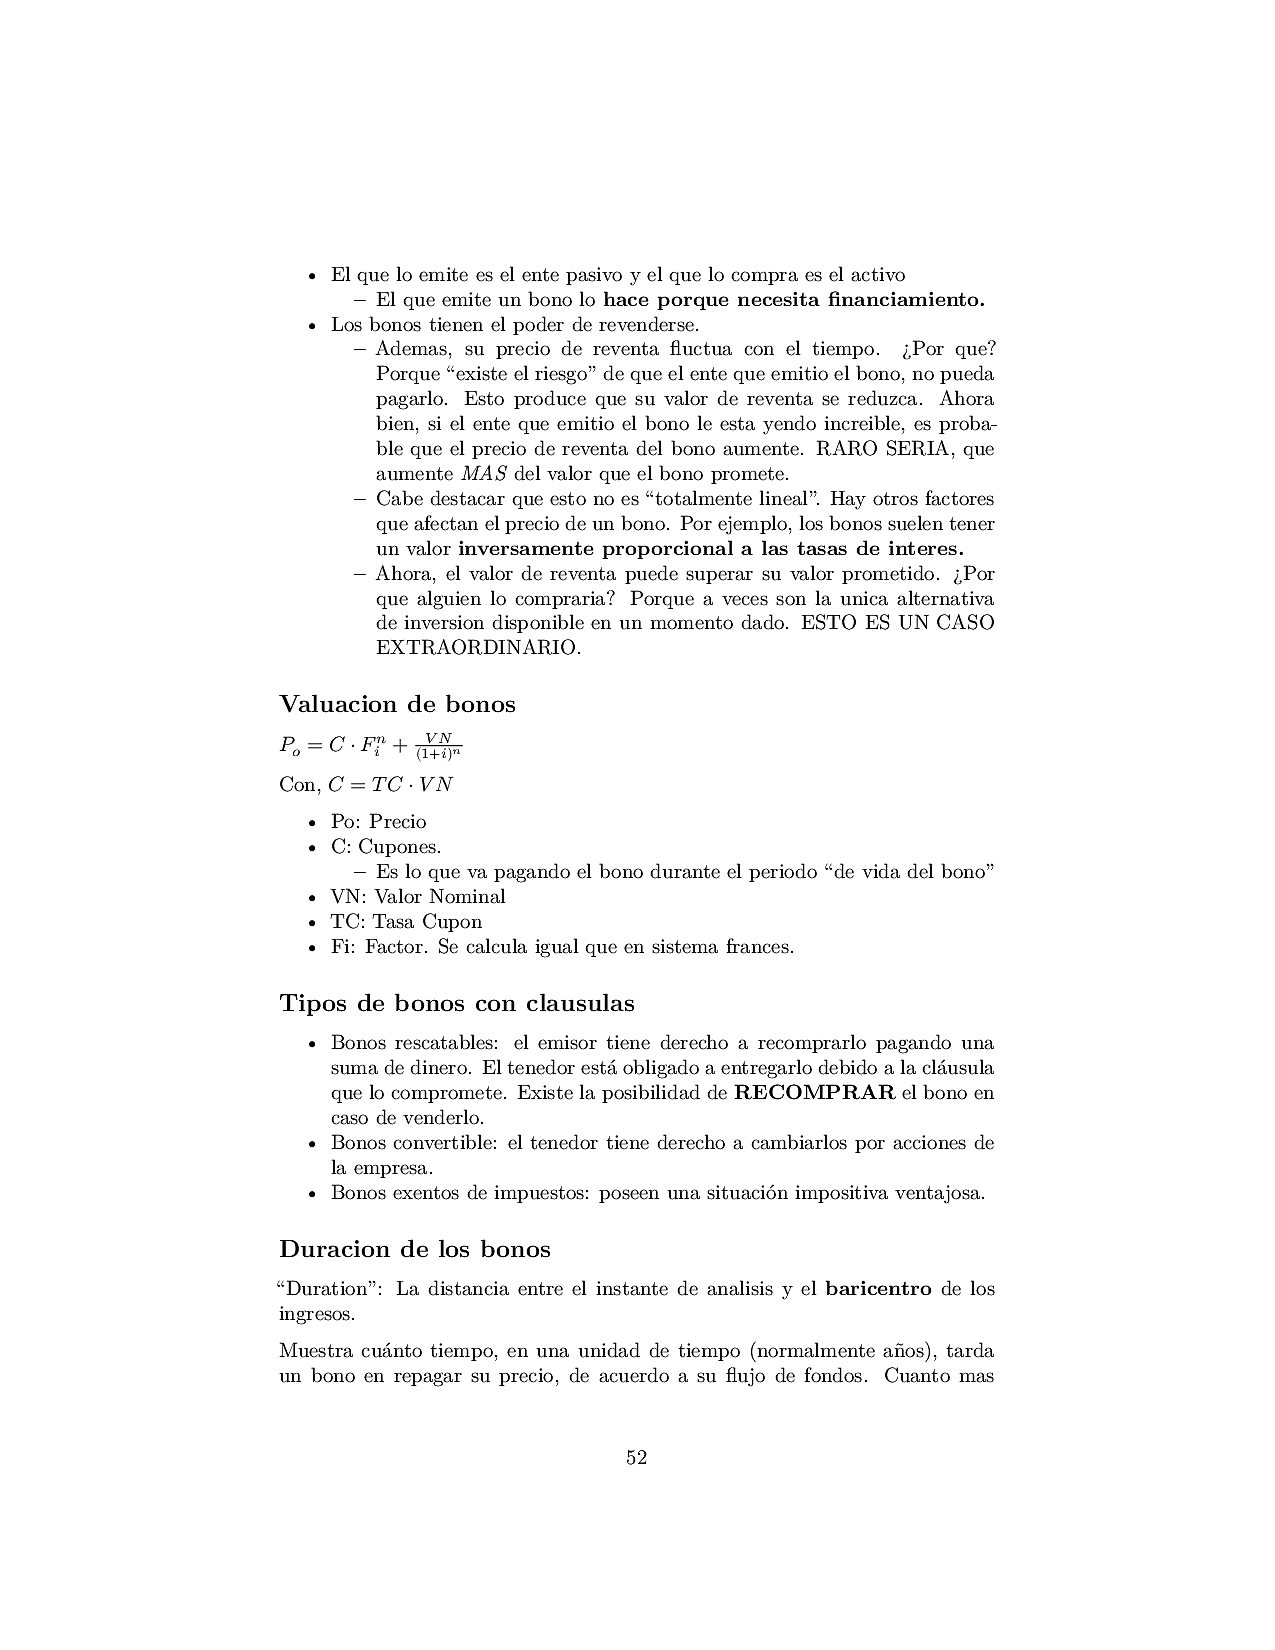 • El que lo emite es el ente pasivo y el que lo compra es el activo
– El que emite un bono lo hace porque necesita financiamiento.
• Los bonos tienen el poder de revenderse.
– Ademas, su precio de reventa fluctua con el tiempo. ¿Por que?
Porque “existe el riesgo” de que el ente que emitio el bono, no pueda
pagarlo. Esto produce que su valor de reventa se reduzca. Ahora
bien, si el ente que emitio el bono le esta yendo increible, es proba-
ble que el precio de reventa del bono aumente. RARO SERIA, que
aumente MAS del valor que el bono promete.
– Cabe destacar que esto no es “totalmente lineal”. Hay otros factores
que afectan el precio de un bono. Por ejemplo, los bonos suelen tener
un valor inversamente proporcional a las tasas de interes.
– Ahora, el valor de reventa puede superar su valor prometido. ¿Por
que alguien lo compraria? Porque a veces son la unica alternativa
de inversion disponible en un momento dado. ESTO ES UN CASO
EXTRAORDINARIO.
Valuacion de bonos
$P_o = C \cdot F_i^n + \frac{VN}{(1+i)^n}$
Con, $C = TC \cdot VN$
• Po: Precio
• C: Cupones.
– Es lo que va pagando el bono durante el periodo “de vida del bono”
• VN: Valor Nominal
• TC: Tasa Cupon
• Fi: Factor. Se calcula igual que en sistema frances.
Tipos de bonos con clausulas
• Bonos rescatables: el emisor tiene derecho a recomprarlo pagando una
suma de dinero. El tenedor está obligado a entregarlo debido a la cláusula
que lo compromete. Existe la posibilidad de RECOMPRAR el bono en
caso de venderlo.
• Bonos convertible: el tenedor tiene derecho a cambiarlos por acciones de
la empresa.
• Bonos exentos de impuestos: poseen una situación impositiva ventajosa.
Duracion de los bonos
“Duration”: La distancia entre el instante de analisis y el baricentro de los
ingresos.
Muestra cuánto tiempo, en una unidad de tiempo (normalmente años), tarda
un bono en repagar su precio, de acuerdo a su flujo de fondos. Cuanto mas
52